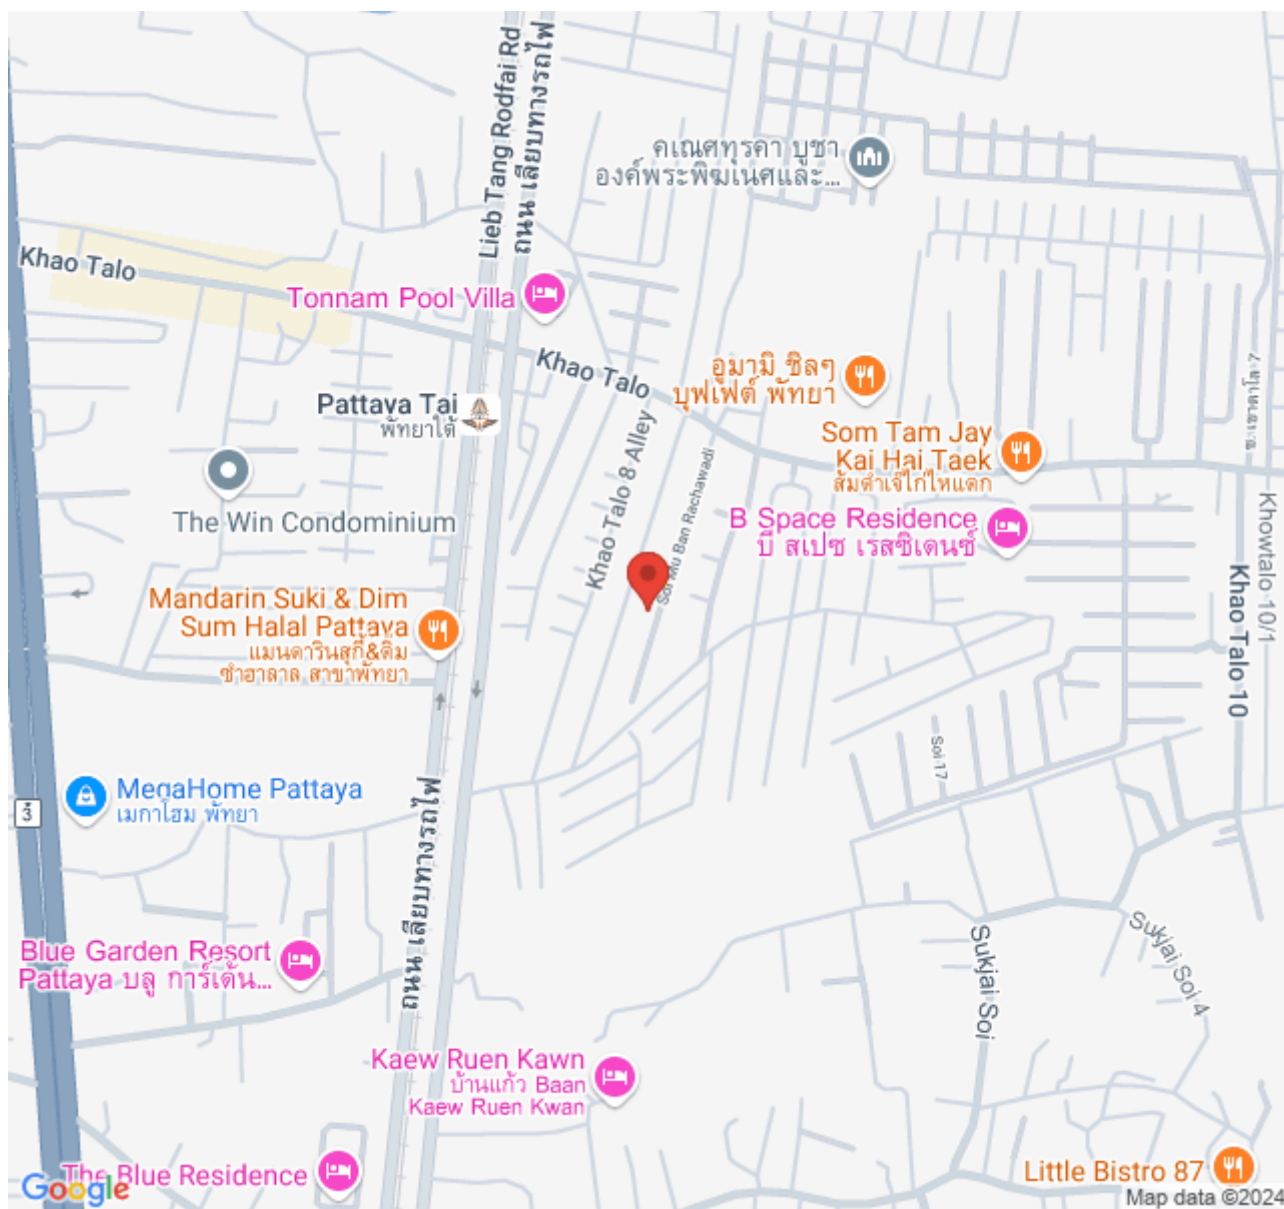 Lieb Tang Rodfai Rd
ถนน เลียบทางรถไฟ
คเณศทุรคา บูชา
องค์พระพิฆเนศและ...
Khao Talo
Tonnam Pool Villa
Khao Talo
อูมามิ ชิลๆ
บุฟเฟต์ พัทยา
Pattaya Tai
พัทยาใต้
Khao Talo 8 Alley
Som Tam Jay
Kai Hai Taek
ส้มตำเจ๊ไก่ไหแตก
The Win Condominium
Soi Mu Ban Rachawadi
B Space Residence
บี สเปซ เรสซิเดนซ์
Khowtalo 10/1
Khao Talo 10
Mandarin Suki & Dim
Sum Halal Pattaya
แมนดารินสุกี้&ติ่ม
ซำฮาลาล สาขาพัทยา
Soi 17
MegaHome Pattaya
เมกาโฮม พัทยา
3
ถนน เลียบทางรถไฟ
Blue Garden Resort
Pattaya บลู การ์เด้น...
Sukjai Soi
Sukjai Soi 4
Kaew Ruen Kawn
บ้านแก้ว Baan
Kaew Ruen Kwan
The Blue Residence
Little Bistro 87
Google
Map data ©2024